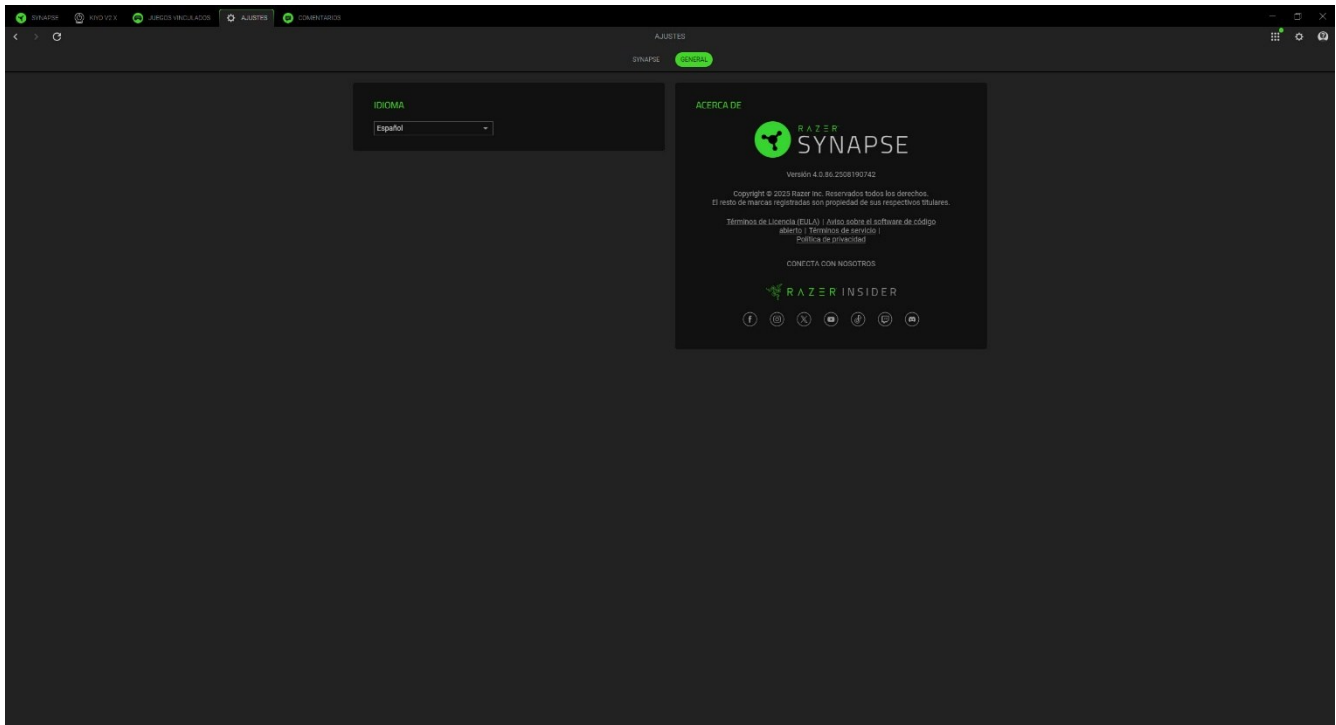 SYNAPSE KIYO V2 X JUEGOS VINCULADOS AJUSTES COMENTARIOS
AJUSTES
SYNAPSE GENERAL
IDIOMA
Español
ACERCA DE
RAZER
SYNAPSE
Versión 4.0.86.2508190742
Copyright © 2025 Razer Inc. Reservados todos los derechos.
El resto de marcas registradas son propiedad de sus respectivos titulares.
Términos de Licencia (EULA) | Aviso sobre el software de código
abierto | Términos de servicio |
Política de privacidad
CONECTA CON NOSOTROS
RAZER INSIDER